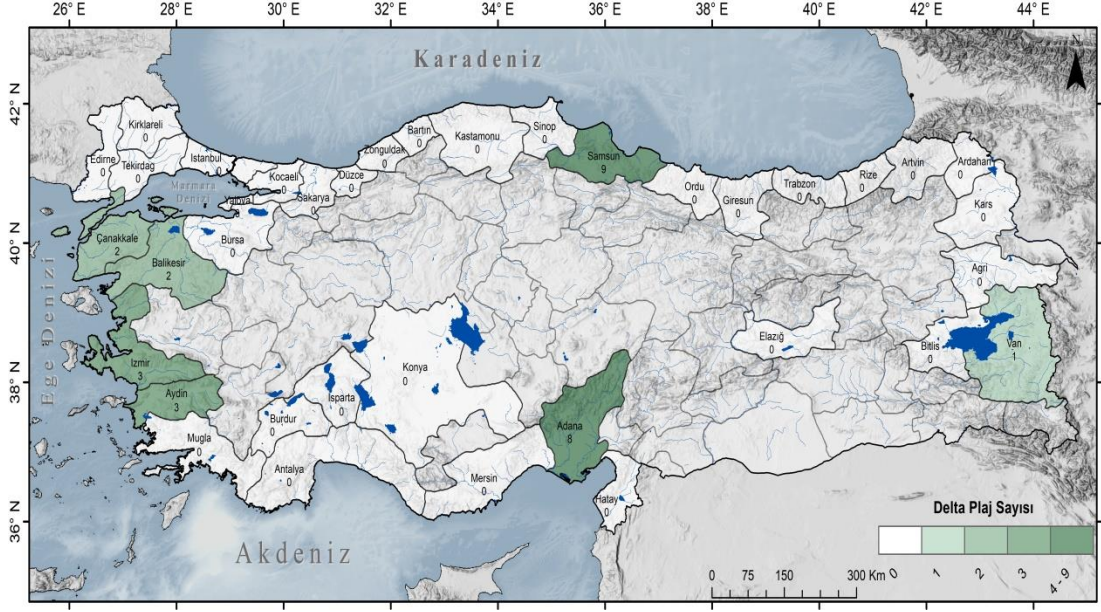 26° E 28° E 30° E 32° E 34° E 36° E 38° E 40° E 42° E 44° E
42° N
40° N
38° N
36° N
Karadeniz
N
Kirklareli
0
Edirne
0
Tekirdag
0
Istanbul
0
Marmara
Denizi
Yalova
Kocaeli
0
Sakarya
0
Düzce
0
Zonguldak
0
Bartın
0
Kastamonu
0
Sinop
0
Samsun
9
Ordu
0
Giresun
0
Trabzon
0
Rize
0
Artvin
0
Ardahan
0
Kars
0
Çanakkale
2
Balikesir
2
Bursa
0
Agri
0
Ege Denizi
Elazığ
0
Bitlis
0
Van
1
Izmir
3
Aydin
3
Konya
0
Isparta
0
Burdur
0
Adana
8
Mugla
0
Antalya
0
Mersin
0
Hatay
0
Akdeniz
Delta Plaj Sayısı
0 1 2 3 4 - 9
0 75 150 300 Km